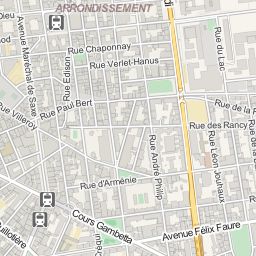 ARRONDISSEMENT
Avenue Maréchal de Saxe
Rue Chaponnay
Rue Verlet-Hanus
Rue Edison
Rue du Lac
Rue Paul Bert
Rue de la
Rue Villeroy
Rue des Rancy
Rue André Philip
Rue Léon Jouhaux
Rue d'Arménie
Cours Gambetta
Avenue Félix Faure